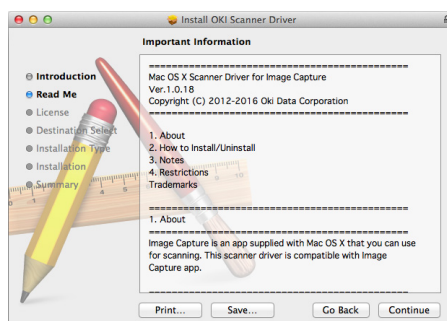 Install OKI Scanner Driver
Important Information
Introduction
Read Me
License
Destination Select
Installation Type
Installation
Summary
==============================================
Mac OS X Scanner Driver for Image Capture
Ver.1.0.18
Copyright (C) 2012-2016 Oki Data Corporation
==============================================
1. About
2. How to Install/Uninstall
3. Notes
4. Restrictions
Trademarks
==============================================
1. About
==============================================
Image Capture is an app supplied with Mac OS X that you can use
for scanning. This scanner driver is compatible with Image
Capture app.
==============================================
Print...
Save...
Go Back
Continue